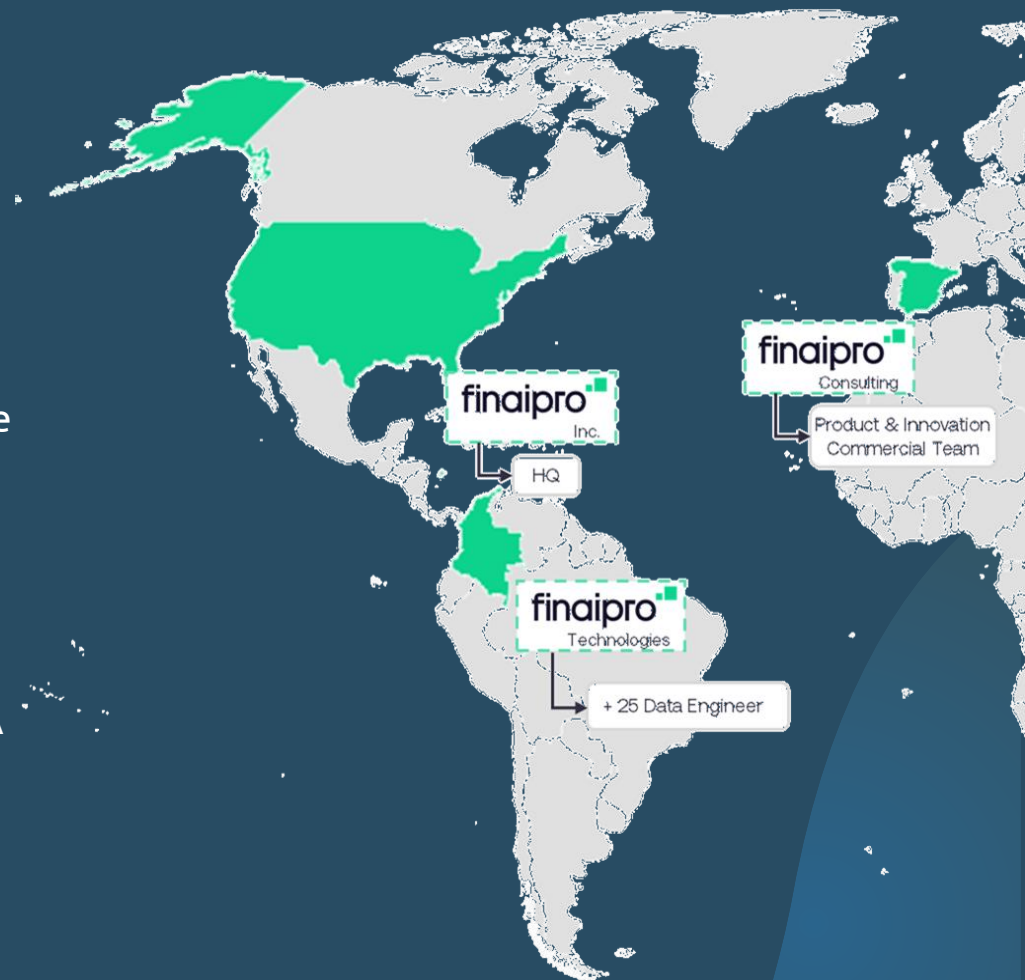 finaipro
Consulting
Product & Innovation
Commercial Team
finaipro
Inc.
HQ
finaipro
Technologies
+ 25 Data Engineer